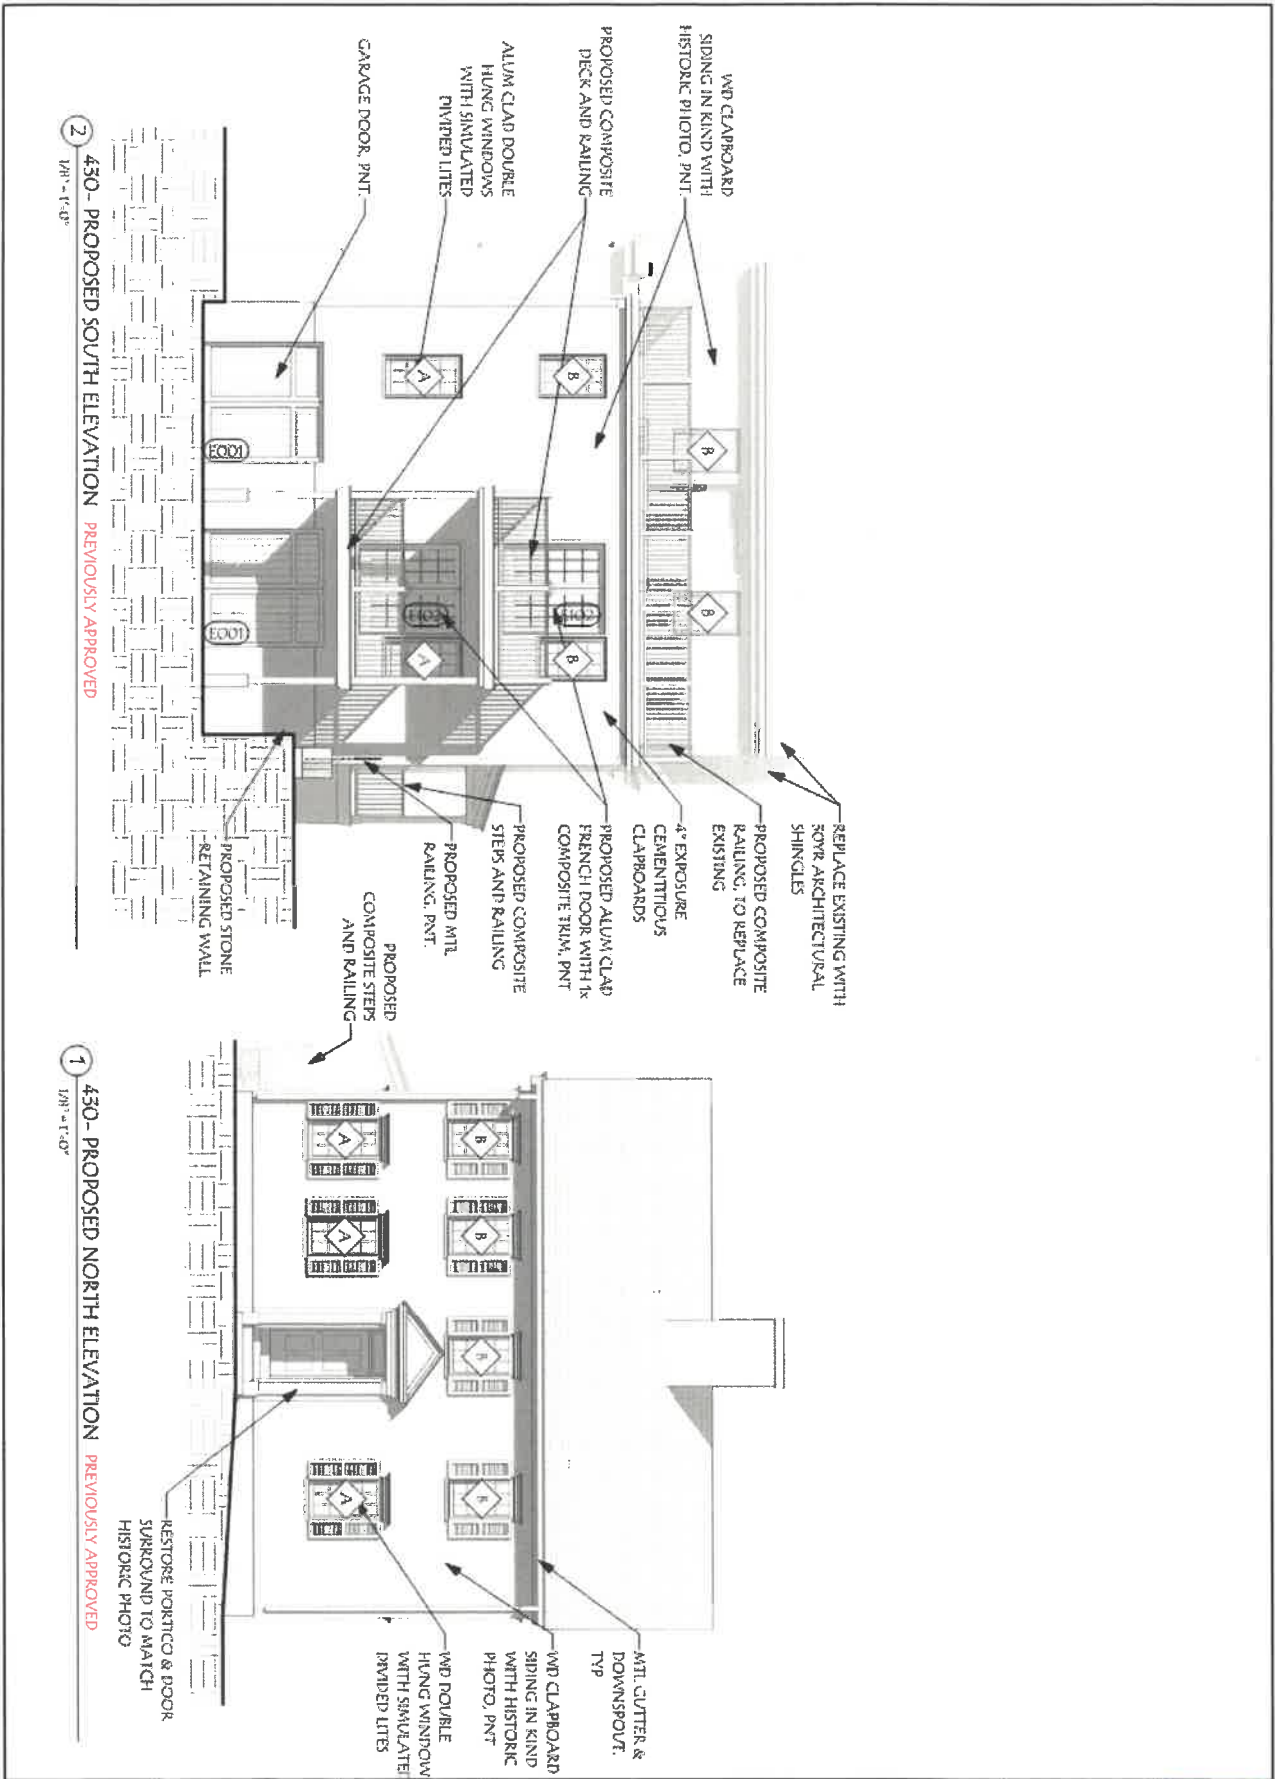 WD CLAPBOARD
SIDING IN KIND WITH
HISTORIC PHOTO, PNT.
PROPOSED COMPOSITE
DECK AND RAILING
ALUM CLAD DOUBLE
HUNG WINDOWS
WITH SIMULATED
DIVIDED LITES
GARAGE DOOR, PNT.
B
B
B
B
A
A
E102
E102
E001
E001
REPLACE EXISTING WITH
30YR ARCHITECTURAL
SHINGLES
PROPOSED COMPOSITE
RAILING, TO REPLACE
EXISTING
4" EXPOSURE
CEMENTITIOUS
CLAPBOARDS
PROPOSED ALUM CLAD
FRENCH DOOR WITH 1x
COMPOSITE TRIM, PNT
PROPOSED COMPOSITE
STEPS AND RAILING
PROPOSED MTL
RAILING, PNT.
PROPOSED STONE
RETAINING WALL
2
430 - PROPOSED SOUTH ELEVATION PREVIOUSLY APPROVED
1/8" = 1'-0"
PROPOSED
COMPOSITE STEPS
AND RAILING
B
B
B
B
A
A
A
MTL GUTTER &
DOWNSPOUT,
TYP
WD CLAPBOARD
SIDING IN KIND
WITH HISTORIC
PHOTO, PNT
WD DOUBLE
HUNG WINDOW
WITH SIMULATED
DIVIDED LITES
RESTORE PORTICO & DOOR
SURROUND TO MATCH
HISTORIC PHOTO
1
430 - PROPOSED NORTH ELEVATION PREVIOUSLY APPROVED
1/8" = 1'-0"